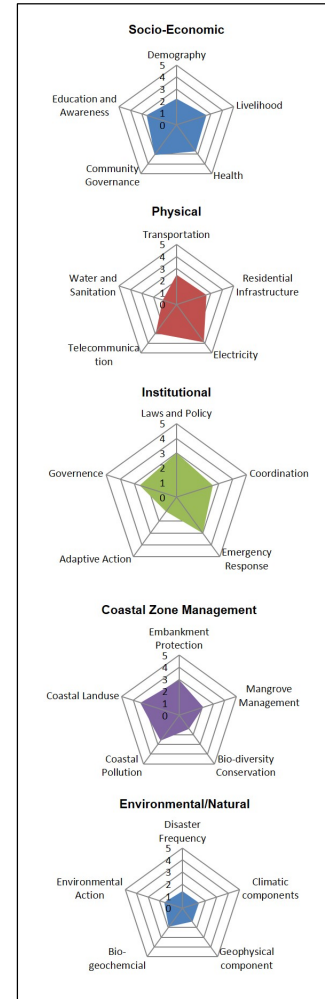 Socio-Economic
Demography
5
4
3
2
1
0
Education and
Awareness
Livelihood
Community
Governance
Health
Physical
Transportation
5
4
3
2
1
0
Water and
Sanitation
Residential
Infrastructure
Telecommunica
tion
Electricity
Institutional
Laws and Policy
5
4
3
2
1
0
Governence
Coordination
Adaptive Action
Emergency
Response
Coastal Zone Management
Embankment
Protection
5
4
3
2
1
0
Coastal Landuse
Mangrove
Management
Coastal
Pollution
Bio-diversity
Conservation
Environmental/Natural
Disaster
Frequency
5
4
3
2
1
0
Environmental
Action
Climatic
components
Bio-
geochemcial
Geophysical
component